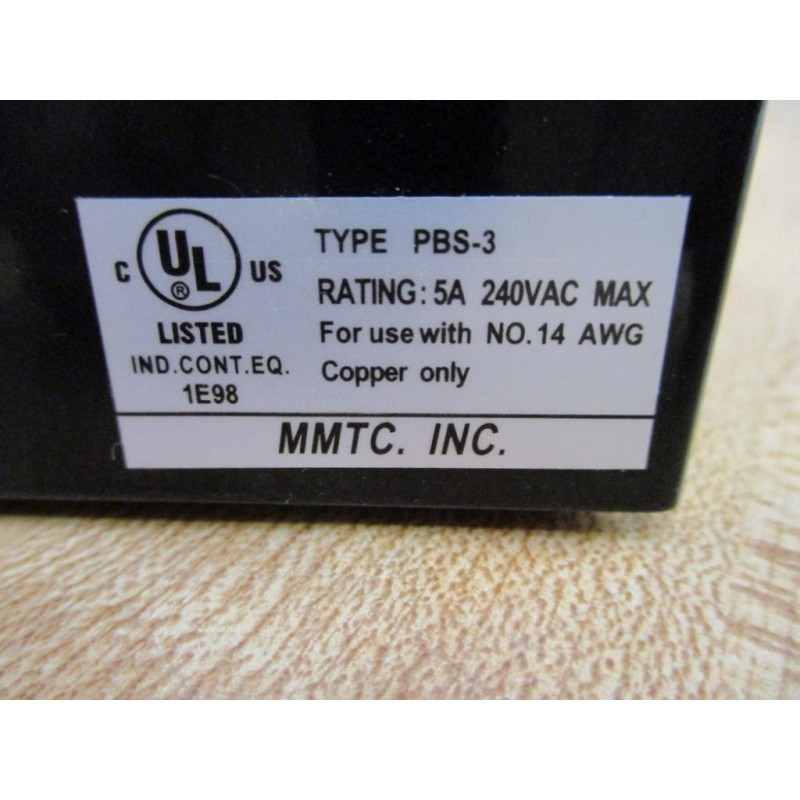 C UL® US
LISTED
IND.CONT.EQ.
1E98
TYPE PBS-3
RATING: 5A 240VAC MAX
For use with NO.14 AWG
Copper only
MMTC. INC.